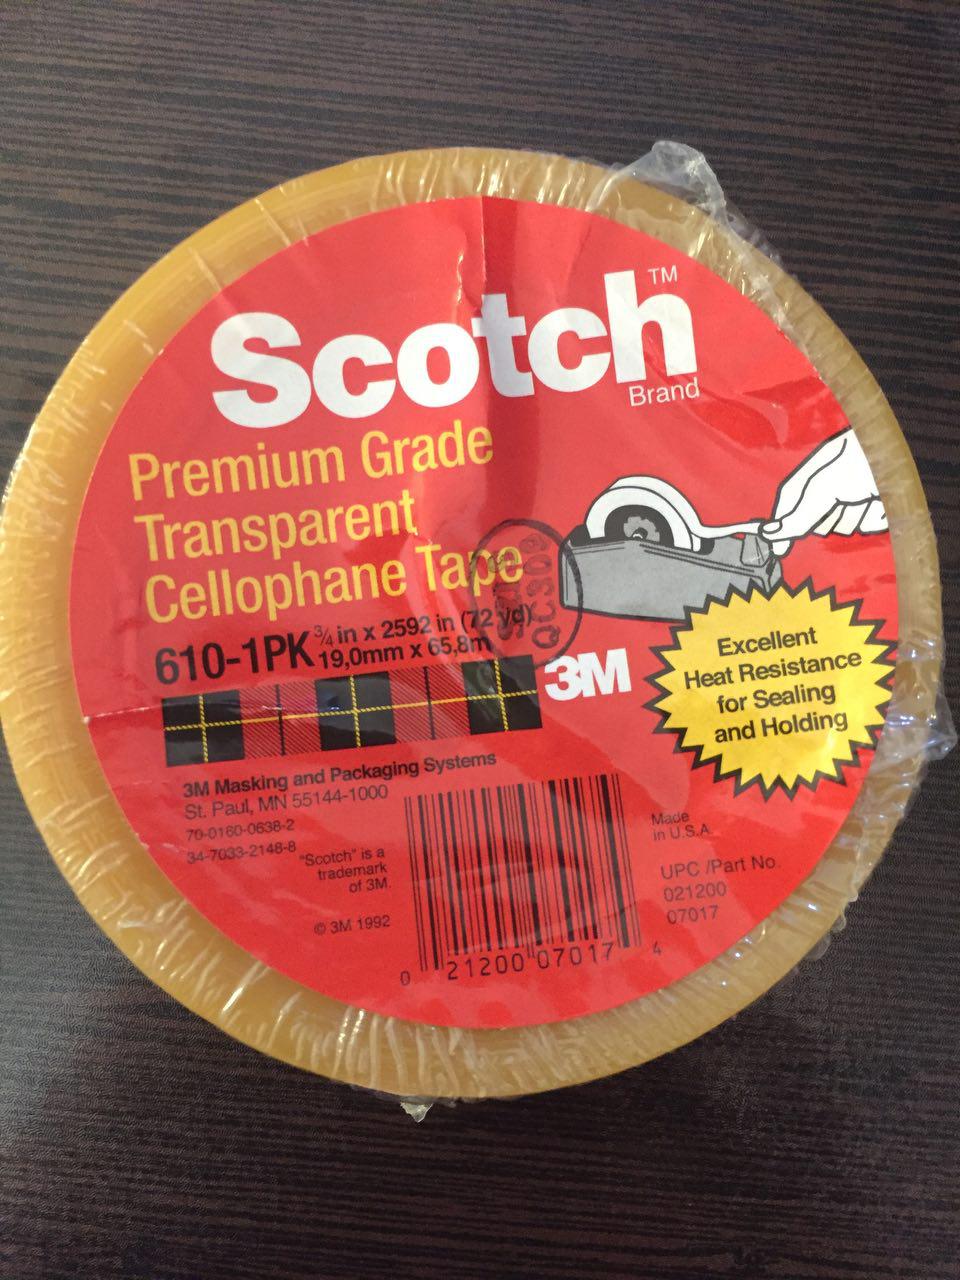 Scotch™
Brand
Premium Grade
Transparent
Cellophane Tape
610-1PK 3/4 in x 2592 in (72 yd)
19,0mm x 65,8m
QC309
3M
Excellent
Heat Resistance
for Sealing
and Holding
3M Masking and Packaging Systems
St. Paul, MN 55144-1000
70-0160-0638-2
34-7033-2148-8
"Scotch" is a
trademark
of 3M.
© 3M 1992
Made
in U.S.A.
UPC /Part No.
021200
07017
0 21200 07017 4